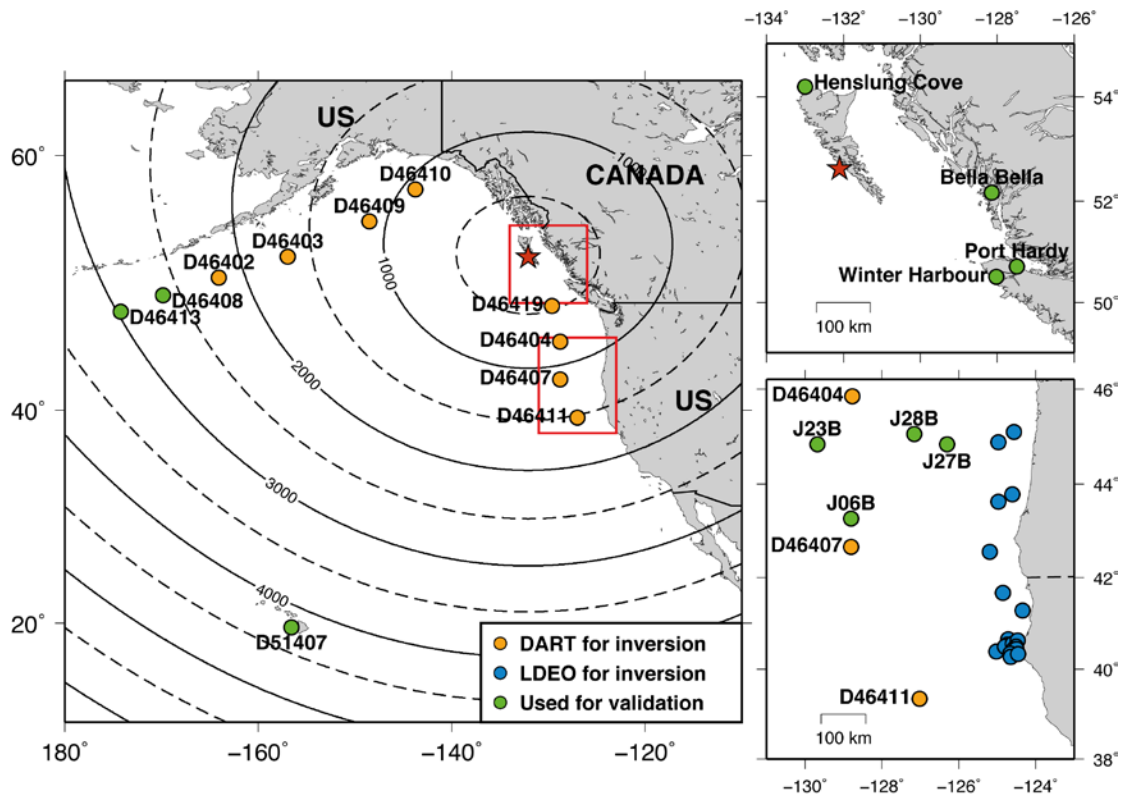 US
CANADA
US
D46410
D46409
D46403
D46402
D46408
D46413
D46419
D46404
D46407
D46411
D51407
1000
1000
2000
3000
4000
60°
40°
20°
180
−160
−140
−120
DART for inversion
LDEO for inversion
Used for validation
−134° −132° −130° −128° −126°
Henslung Cove
54°
Bella Bella
52°
Port Hardy
Winter Harbour
50°
100 km
D46404
46°
J28B
J23B
J27B
44°
J06B
D46407
42°
40°
D46411
100 km
38°
−130° −128° −126° −124°